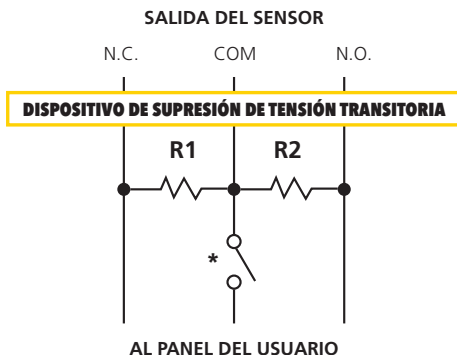 SALIDA DEL SENSOR
N.C. COM N.O.
DISPOSITIVO DE SUPRESIÓN DE TENSIÓN TRANSITORIA
R1 R2
*
AL PANEL DEL USUARIO